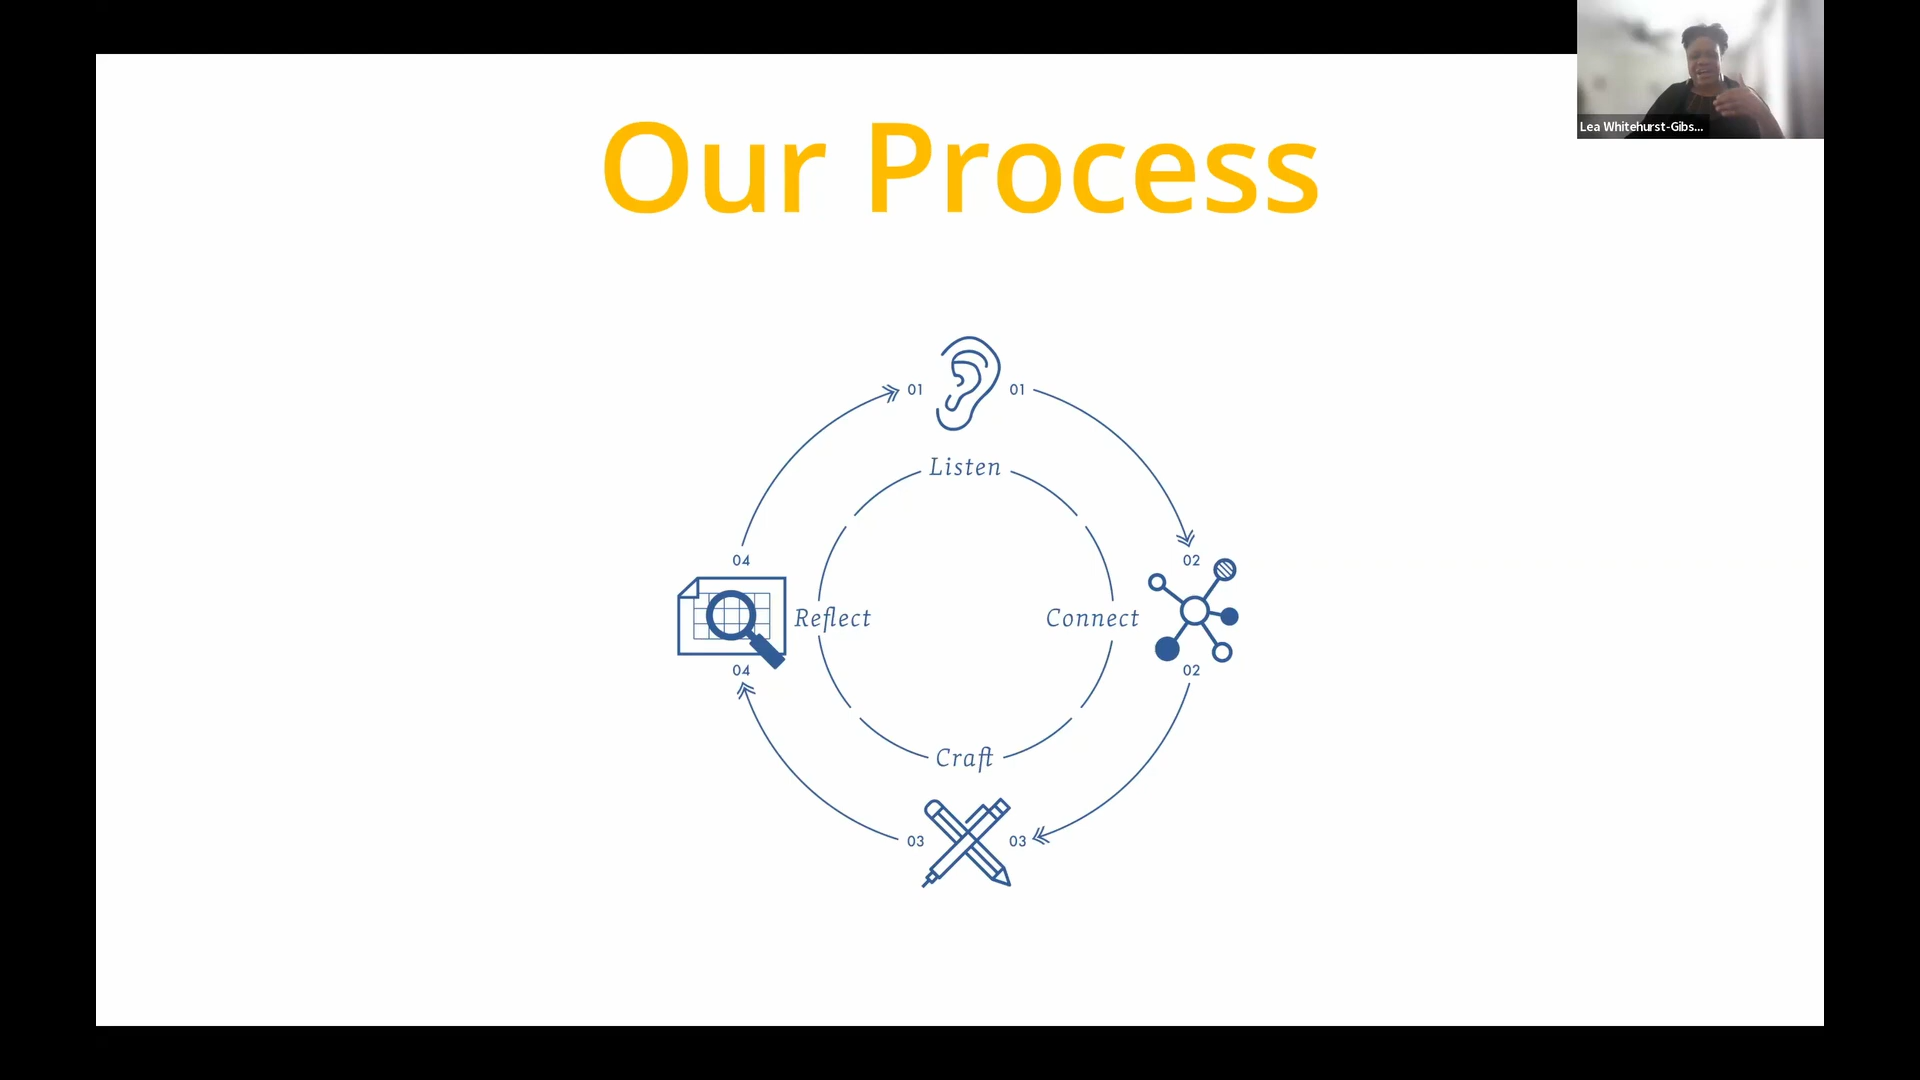 Lea Whitehurst-Gibs...
Our Process
01
01
Listen
04
02
Reflect
Connect
04
02
Craft
03
03